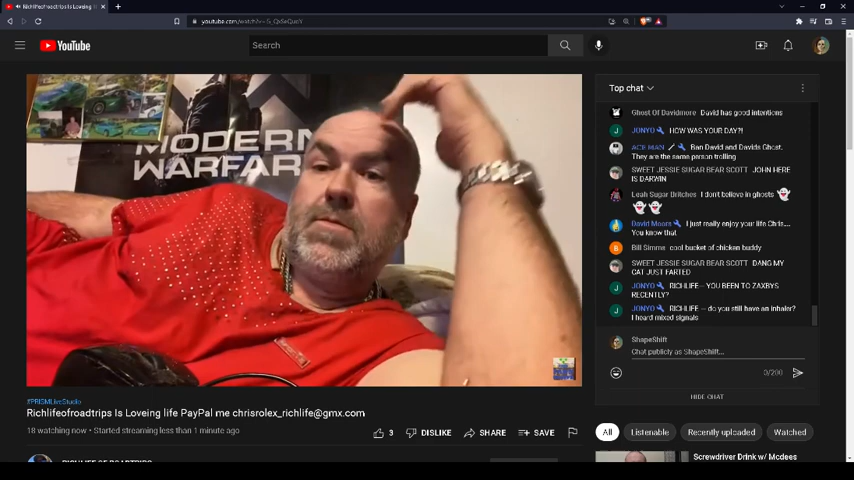 Richlifeofroadtrips Is Loveing l
youtube.com/watch?v=
YouTube
Search
Top chat
MODERN
WARFARE
Ghost Of Davidmore David has good intentions
JONYO HOW WAS YOUR DAY?!
ACE MAN Ban David and Davids Ghost.
They are the same person trolling
SWEET JESSIE SUGAR BEAR SCOTT JOHN HERE
IS DARWIN
Leah Sugar Britches I don't believe in ghosts
David Moora I just really enjoy your life Chris....
You know that
Bill Simms cool bucket of chicken buddy
SWEET JESSIE SUGAR BEAR SCOTT DANG MY
CAT JUST FARTED
JONYO RICHLIFE-- YOU BEEN TO ZAXBYS
RECENTLY?
JONYO RICHLIFE -- do you still have an inhaler?
I heard mixed signals
ShapeShift
Chat publicly as ShapeShift...
0/200
HIDE CHAT
#PRISMLiveStudio
Richlifeofroadtrips Is Loveing life PayPal me chrisrolex_richlife@gmx.com
18 watching now • Started streaming less than 1 minute ago
3
DISLIKE
SHARE
SAVE
All
Listenable
Recently uploaded
Watched
RICHLIFE OF ROADTRIPS
Screwdriver Drink w/ Mcdees